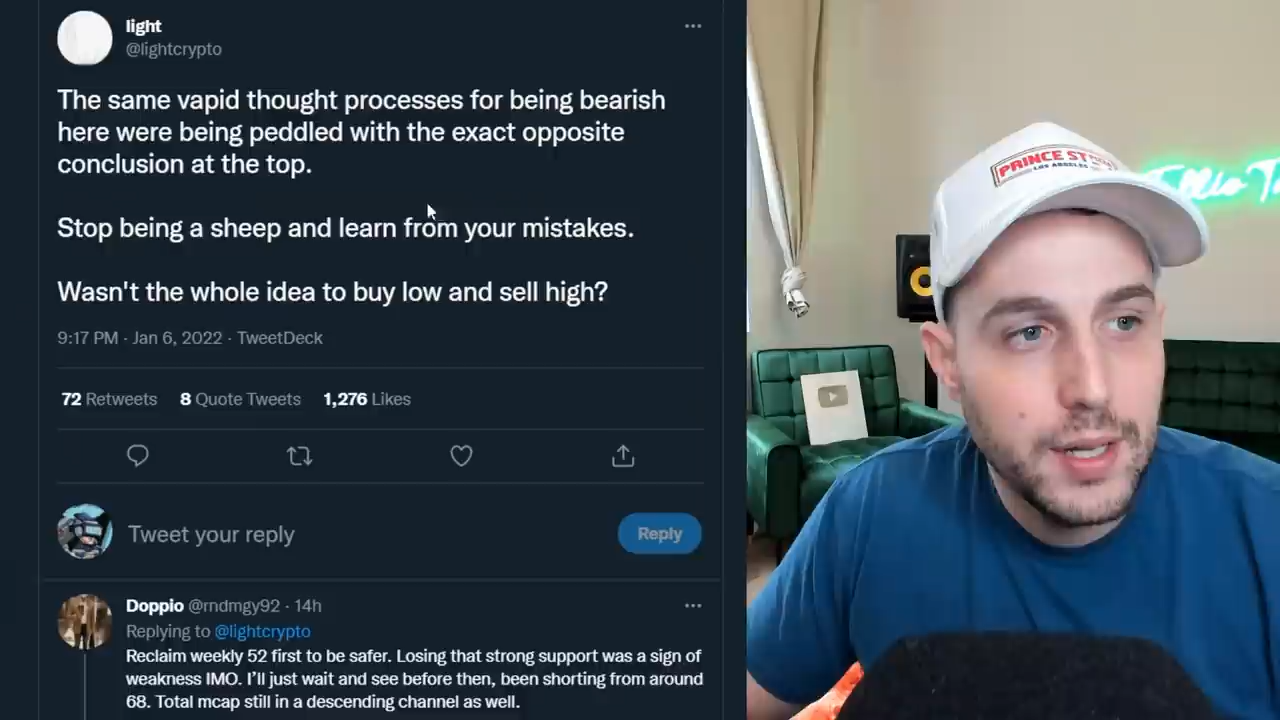 light
@lightcrypto
The same vapid thought processes for being bearish
here were being peddled with the exact opposite
conclusion at the top.
Stop being a sheep and learn from your mistakes.
Wasn't the whole idea to buy low and sell high?
9:17 PM · Jan 6, 2022 · TweetDeck
72 Retweets 8 Quote Tweets 1,276 Likes
Tweet your reply
Reply
Doppio @rndmgy92 · 14h
Replying to @lightcrypto
Reclaim weekly 52 first to be safer. Losing that strong support was a sign of
weakness IMO. I'll just wait and see before then, been shorting from around
68. Total mcap still in a descending channel as well.
PRINCE
LOS ANGELES